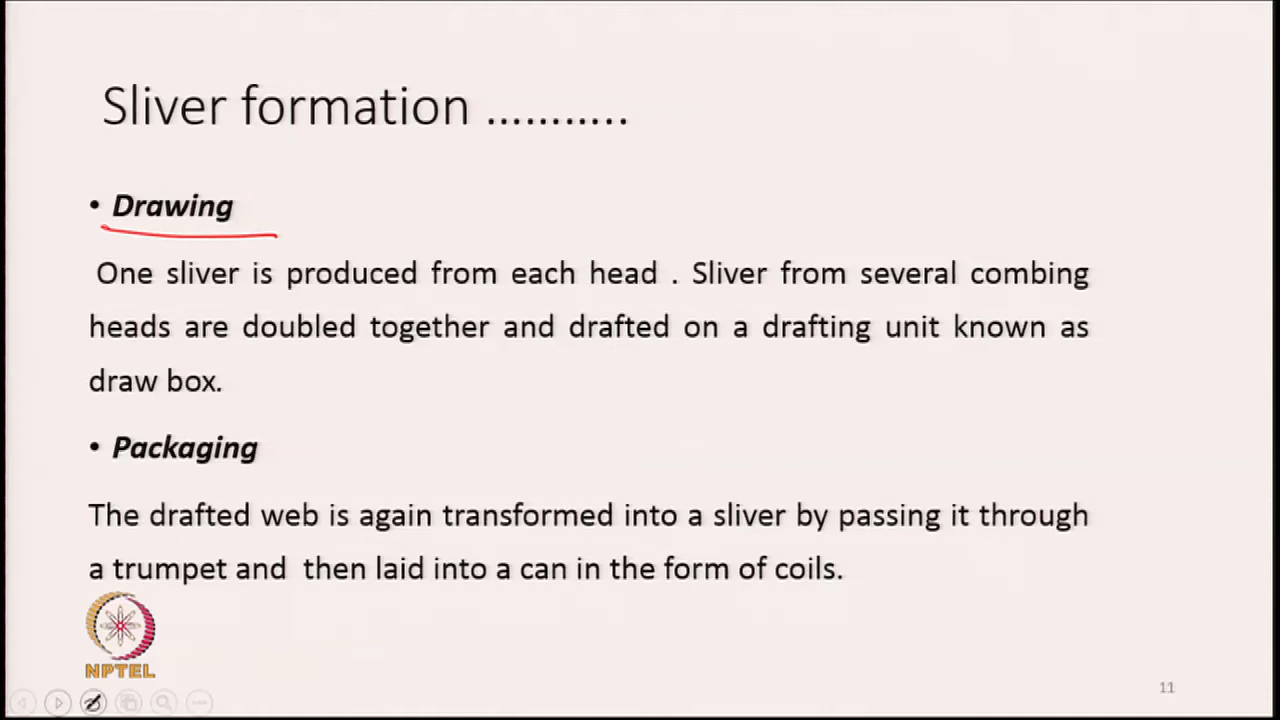 Sliver formation ………..
• Drawing
One sliver is produced from each head . Sliver from several combing
heads are doubled together and drafted on a drafting unit known as
draw box.
• Packaging
The drafted web is again transformed into a sliver by passing it through
a trumpet and then laid into a can in the form of coils.
NPTEL
11